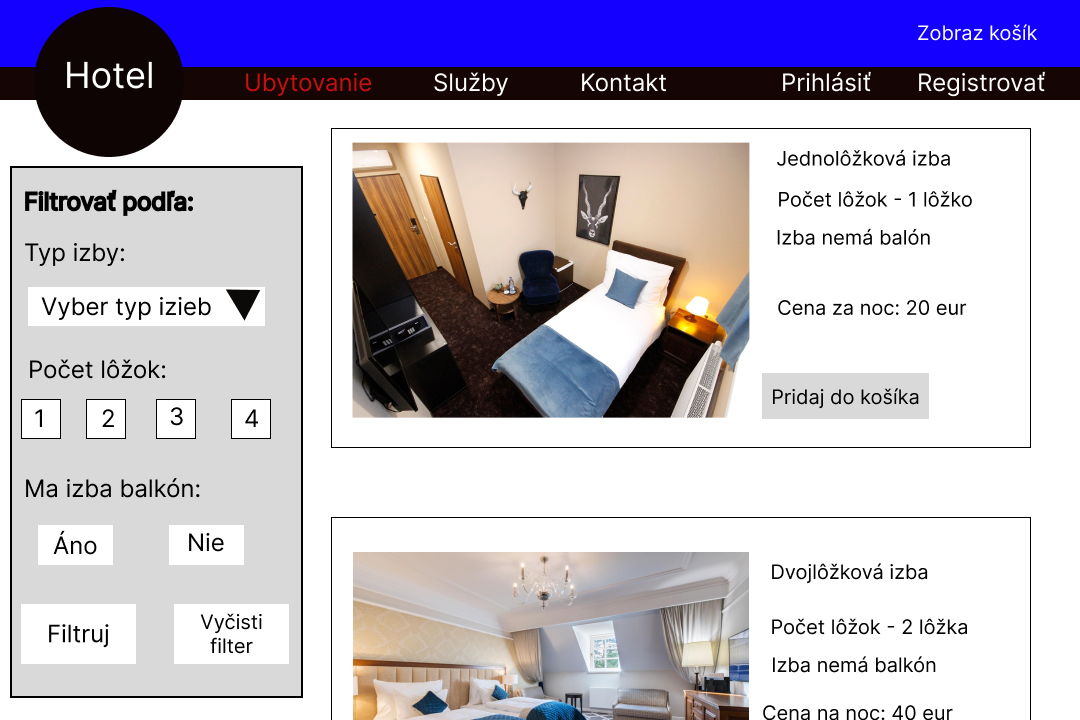 Zobraz košík
Hotel
Ubytovanie
Služby
Kontakt
Prihlásiť
Registrovať
Filtrovať podľa:
Typ izby:
Vyber typ izieb
Počet lôžok:
1
2
3
4
Ma izba balkón:
Áno
Nie
Filtruj
Vyčisti
filter
Jednolôžková izba
Počet lôžok - 1 lôžko
Izba nemá balón
Cena za noc: 20 eur
Pridaj do košíka
Dvojlôžková izba
Počet lôžok - 2 lôžka
Izba nemá balkón
Cena na noc: 40 eur